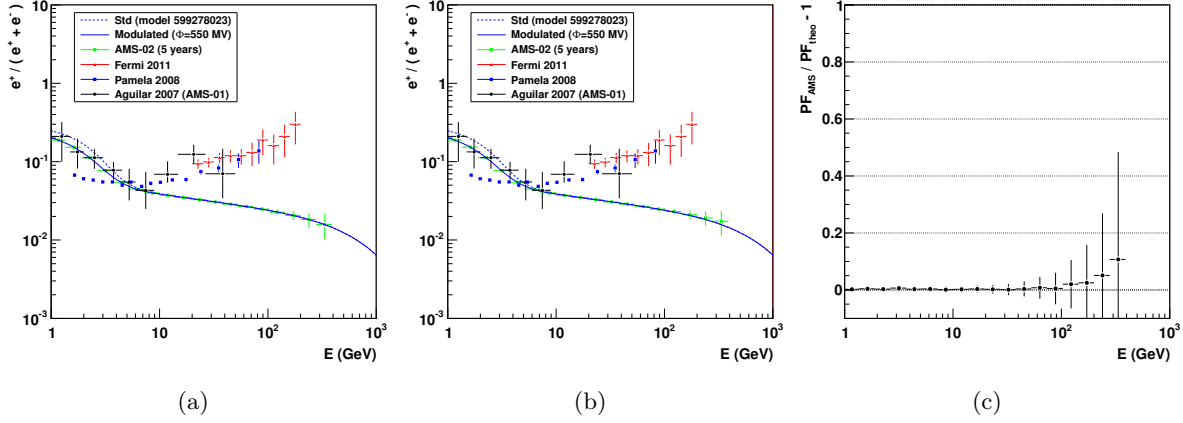 e⁺ / ( e⁺ + e⁻ )
10
1
10⁻¹
10⁻²
10⁻³
Std (model 599278023)
Modulated (Φ=550 MV)
AMS-02 (5 years)
Fermi 2011
Pamela 2008
Aguilar 2007 (AMS-01)
1 10 10² 10³
E (GeV)
(a)
e⁺ / ( e⁺ + e⁻ )
10
1
10⁻¹
10⁻²
10⁻³
Std (model 599278023)
Modulated (Φ=550 MV)
AMS-02 (5 years)
Fermi 2011
Pamela 2008
Aguilar 2007 (AMS-01)
1 10 10² 10³
E (GeV)
(b)
PF_AMS / PF_theo - 1
1
0.8
0.6
0.4
0.2
0
1 10 10² 10³
E (GeV)
(c)